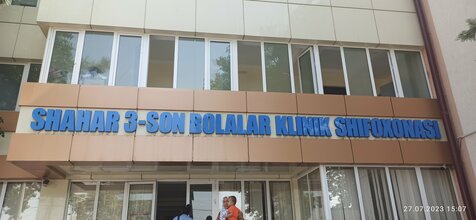 SHAHAR 3-SON BOLALAR KLINIK SHIFOXONASI
27.07.2023 15:07